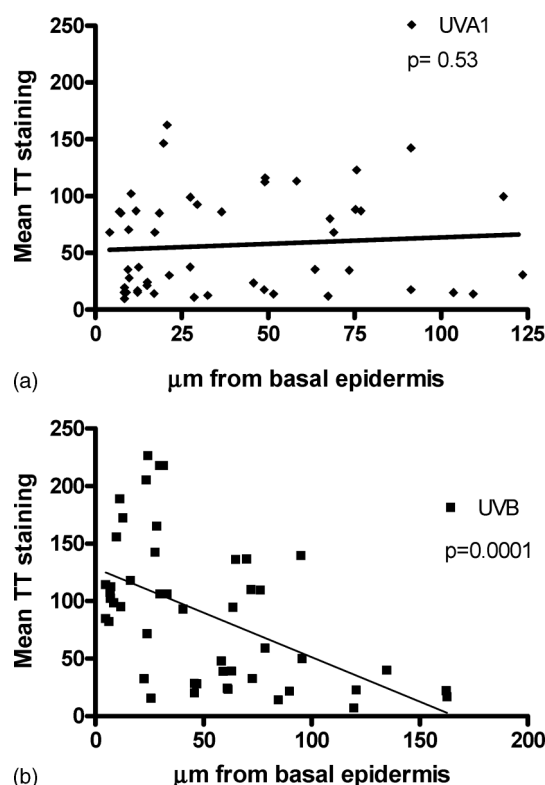 250
200
150
100
50
0
Mean TT staining
◆ UVA1
p= 0.53
0 25 50 75 100 125
μm from basal epidermis
(a)
250
200
150
100
50
0
Mean TT staining
■ UVB
p=0.0001
0 50 100 150 200
μm from basal epidermis
(b)